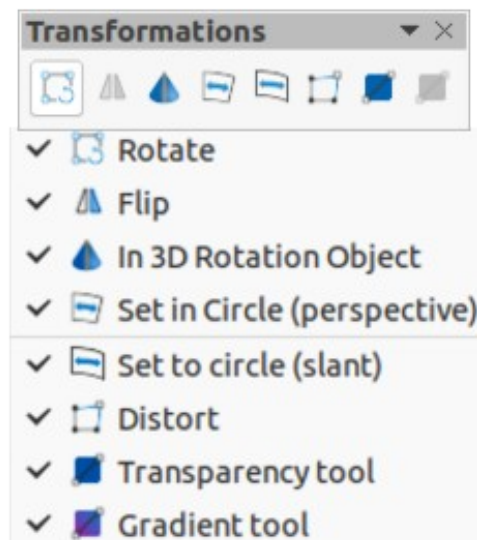 Transformations
Rotate
Flip
In 3D Rotation Object
Set in Circle (perspective)
Set to circle (slant)
Distort
Transparency tool
Gradient tool